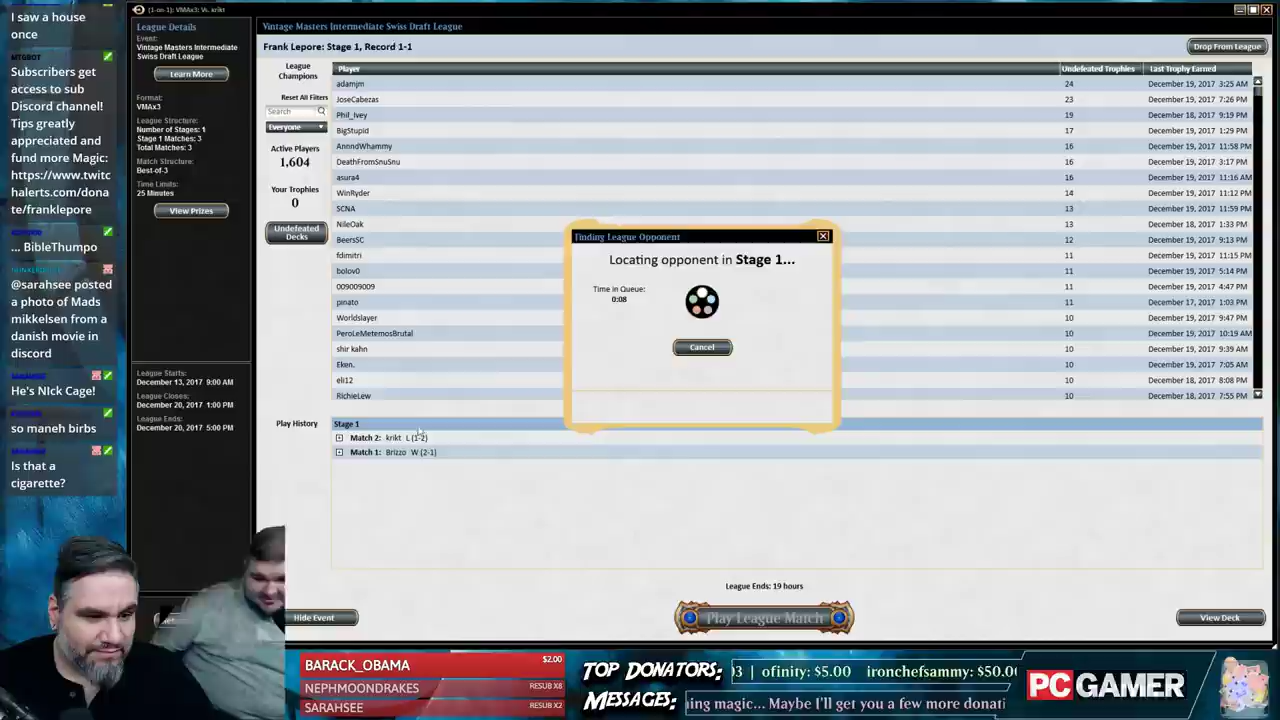 (1-on-1): VMAx3: Vs. krikt
I saw a house
once
MTGBOT
Subscribers get
access to sub
Discord channel!
Tips greatly
appreciated and
fund more Magic:
https://www.twitc
halerts.com/dona
te/franklepore
... BibleThumpo
@sarahsee posted
a photo of Mads
mikkelsen from a
danish movie in
discord
He's NIck Cage!
so maneh birbs
Is that a
cigarette?
League Details
Event:
Vintage Masters Intermediate
Swiss Draft League
Learn More
Format:
VMAx3
League Structure:
Number of Stages: 1
Stage 1 Matches: 3
Total Matches: 3
Match Structure:
Best-of-3
Time Limits:
25 Minutes
View Prizes
League Starts:
December 13, 2017 9:00 AM
League Closes:
December 20, 2017 1:00 PM
League Ends:
December 20, 2017 5:00 PM
Vintage Masters Intermediate Swiss Draft League
Frank Lepore: Stage 1, Record 1-1
Drop From League
League
Champions
Reset All Filters
Search
Everyone
Active Players
1,604
Your Trophies
0
Undefeated
Decks
Player Undefeated Trophies Last Trophy Earned
adamjm 24 December 19, 2017 3:25 AM
JoseCabezas 23 December 19, 2017 7:26 PM
Phil_Ivey 19 December 18, 2017 9:19 PM
BigStupid 17 December 19, 2017 1:29 PM
AnnndWhammy 16 December 19, 2017 11:58 PM
DeathFromSnuSnu 16 December 19, 2017 3:17 PM
asura4 16 December 19, 2017 11:16 AM
WinRyder 14 December 19, 2017 11:12 PM
SCNA 13 December 19, 2017 11:59 PM
NileOak 13 December 18, 2017 1:33 PM
BeersSC 12 December 19, 2017 9:13 PM
fdimitri 11 December 19, 2017 11:15 PM
bolov0 11 December 19, 2017 5:14 PM
009009009 11 December 19, 2017 4:47 PM
pinato 11 December 17, 2017 1:03 PM
Worldslayer 10 December 19, 2017 9:47 PM
PeroLeMetemosBrutal 10 December 19, 2017 10:19 AM
shir kahn 10 December 19, 2017 9:39 AM
Eken. 10 December 19, 2017 7:05 AM
eli12 10 December 18, 2017 8:08 PM
RichieLew 10 December 18, 2017 7:55 PM
Finding League Opponent
Locating opponent in Stage 1...
Time in Queue:
0:08
Cancel
Play History
Stage 1
Match 2: krikt L (1-2)
Match 1: Brizzo W (2-1)
League Ends: 19 hours
Hide Event
Play League Match
View Deck
BARACK_OBAMA $2.00
NEPHMOONDRAKES RESUB X8
SARAHSEE RESUB X2
TOP DONATORS: 03 | ofinity: $5.00 ironchefsammy: $50.00
MESSAGES: ing magic... Maybe I'll get you a few more donati
PC GAMER